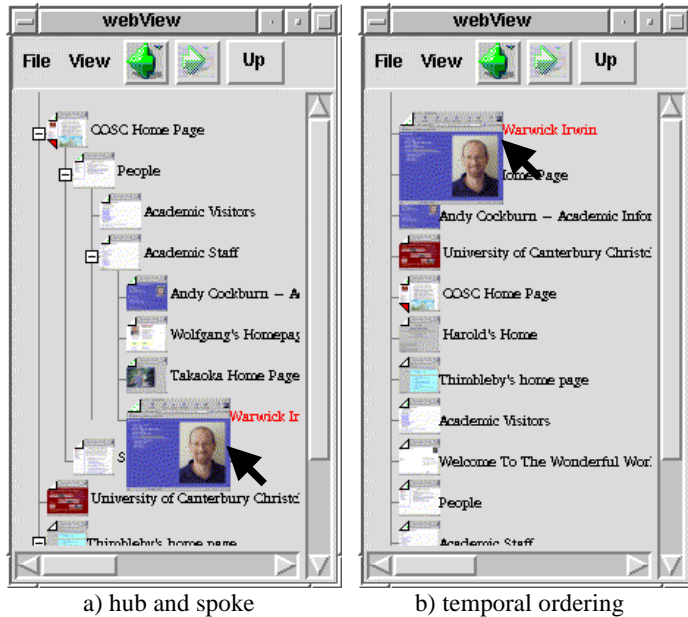 webView
File View Up
COSC Home Page
People
Academic Visitors
Academic Staff
Andy Cockburn – A
Wolfgang's Homepag
Takaoka Home Page
Warwick Ir
S
University of Canterbury Christc
Thimbleby's home page
a) hub and spoke
webView
File View Up
Warwick Irwin
Home Page
Andy Cockburn – Academic Infor
University of Canterbury Christc
COSC Home Page
Harold's Home
Thimbleby's home page
Academic Visitors
Welcome To The Wonderful Wor
People
Academic Staff
b) temporal ordering